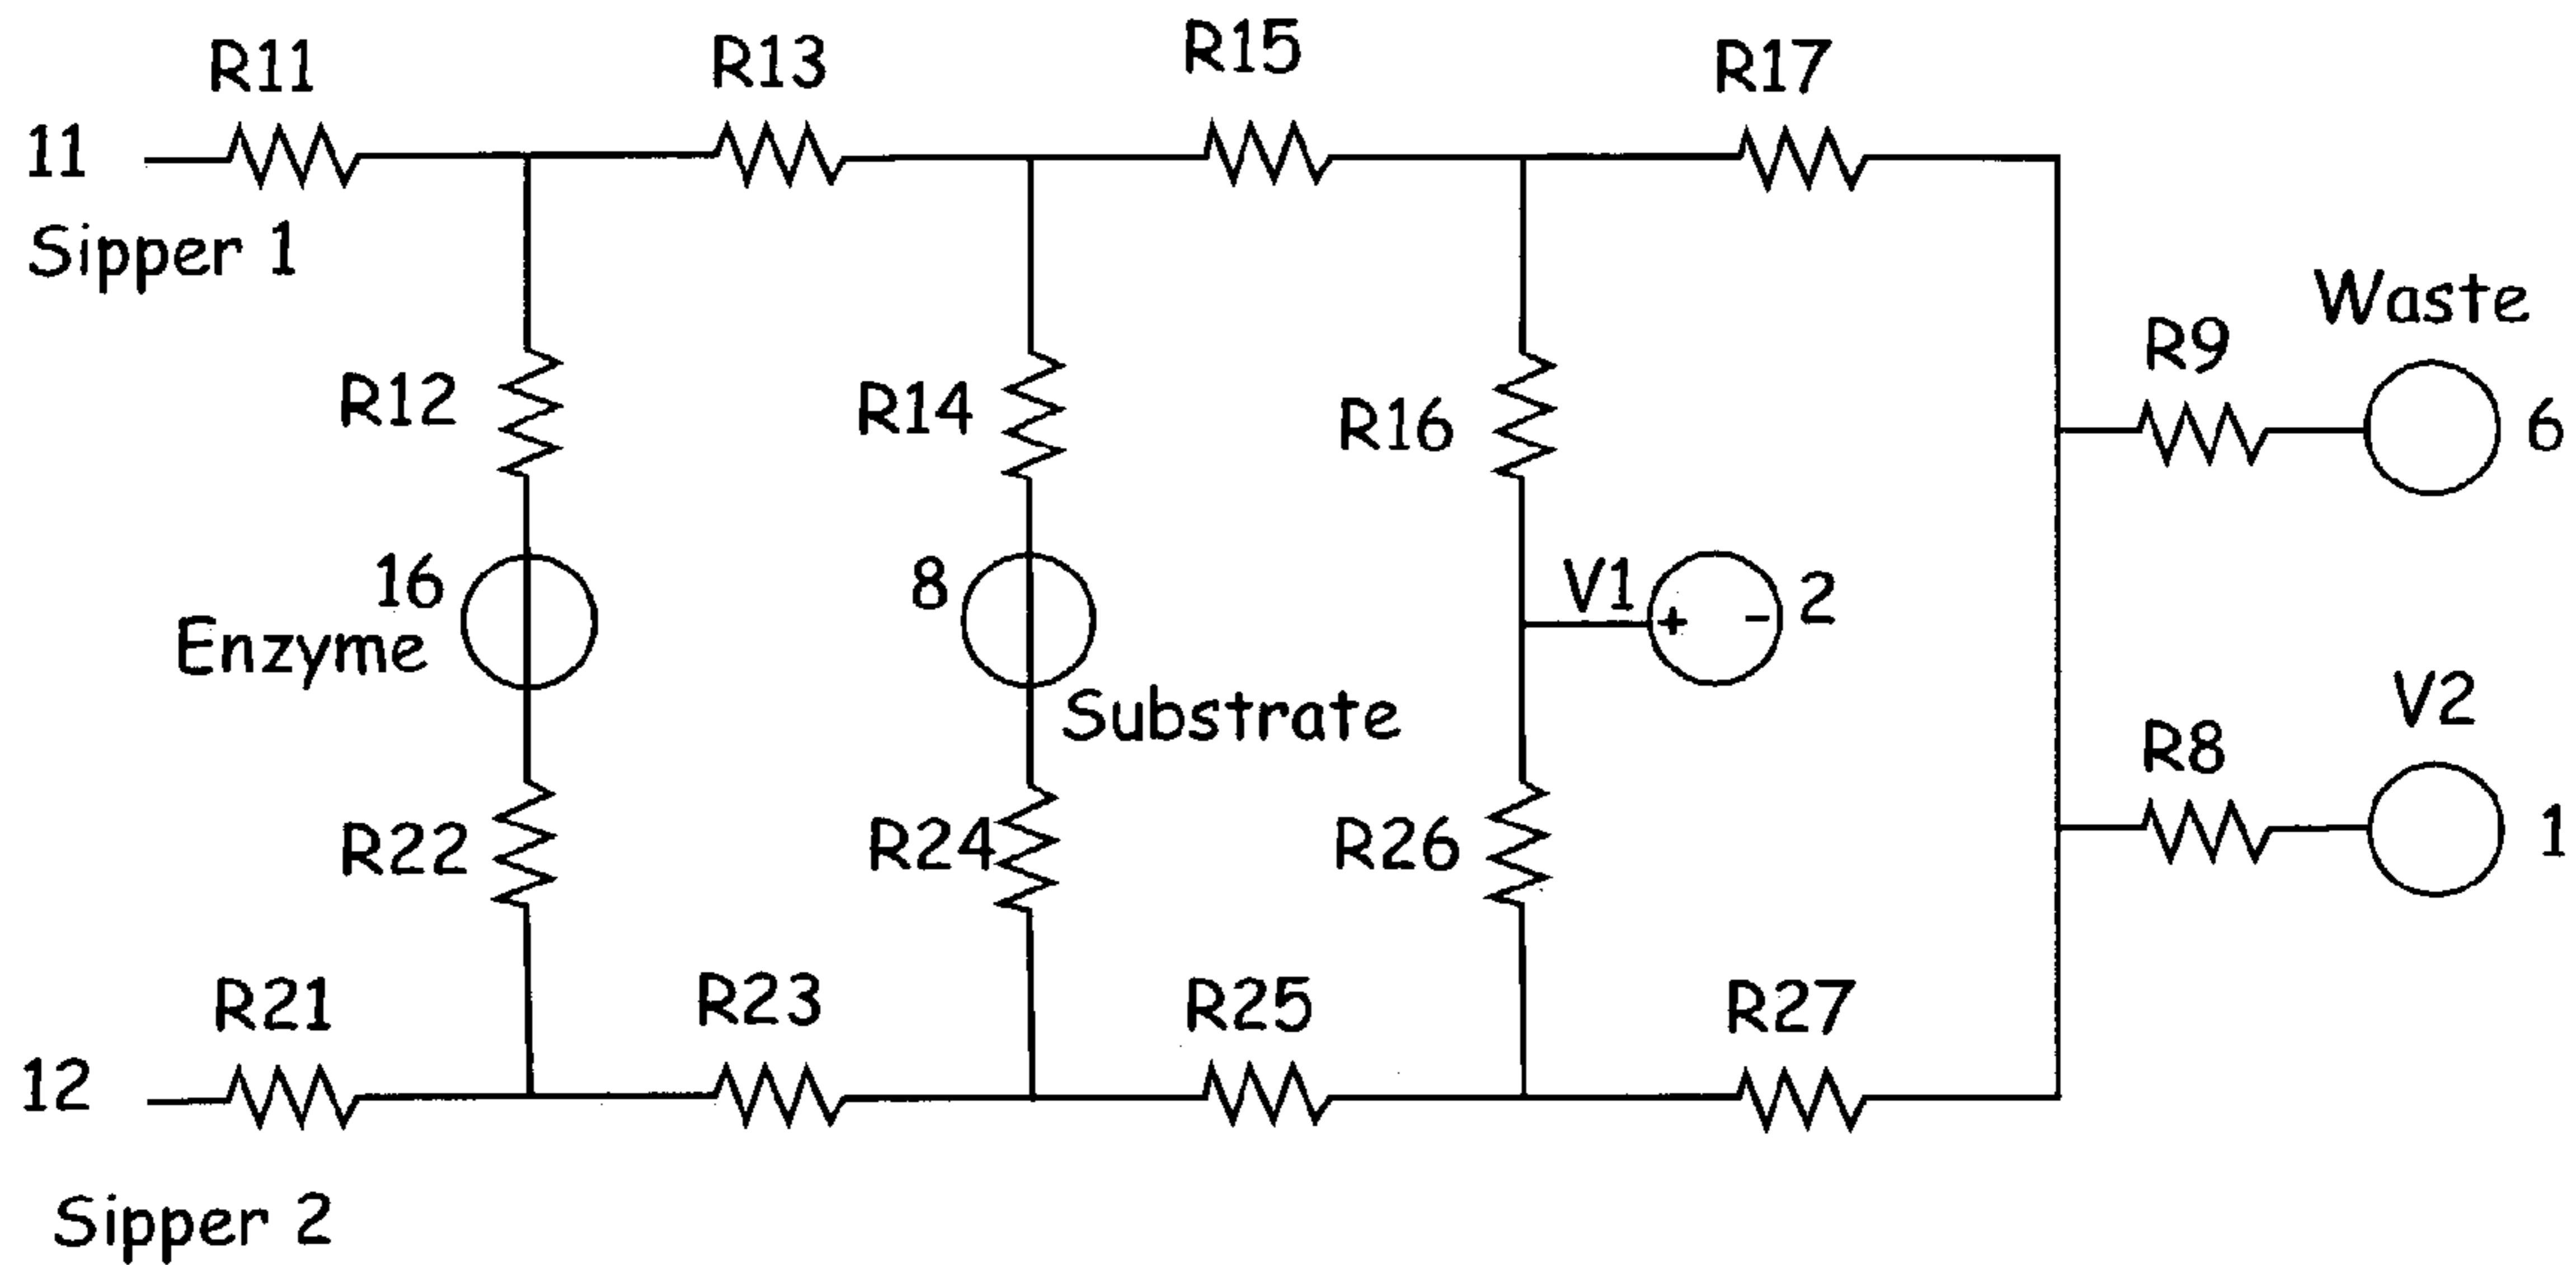 R11
R13
R15
R17
11
Sipper 1
Waste
R9
6
R12
R14
R16
16
Enzyme
8
Substrate
V1
+ -
2
V2
R8
1
R22
R24
R26
R21
R23
R25
R27
12
Sipper 2